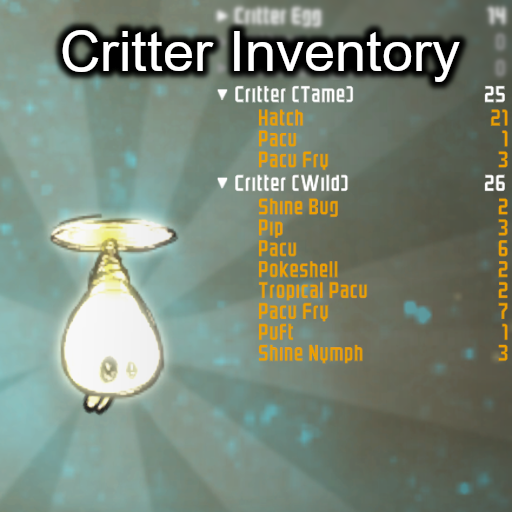 ▶ Critter Egg 14
Critter Inventory
0
0
▼ Critter (Tame) 25
Hatch 21
Pacu 1
Pacu Fry 3
▼ Critter (Wild) 26
Shine Bug 2
Pip 3
Pacu 6
Pokeshell 2
Tropical Pacu 2
Pacu Fry 7
Puft 1
Shine Nymph 3